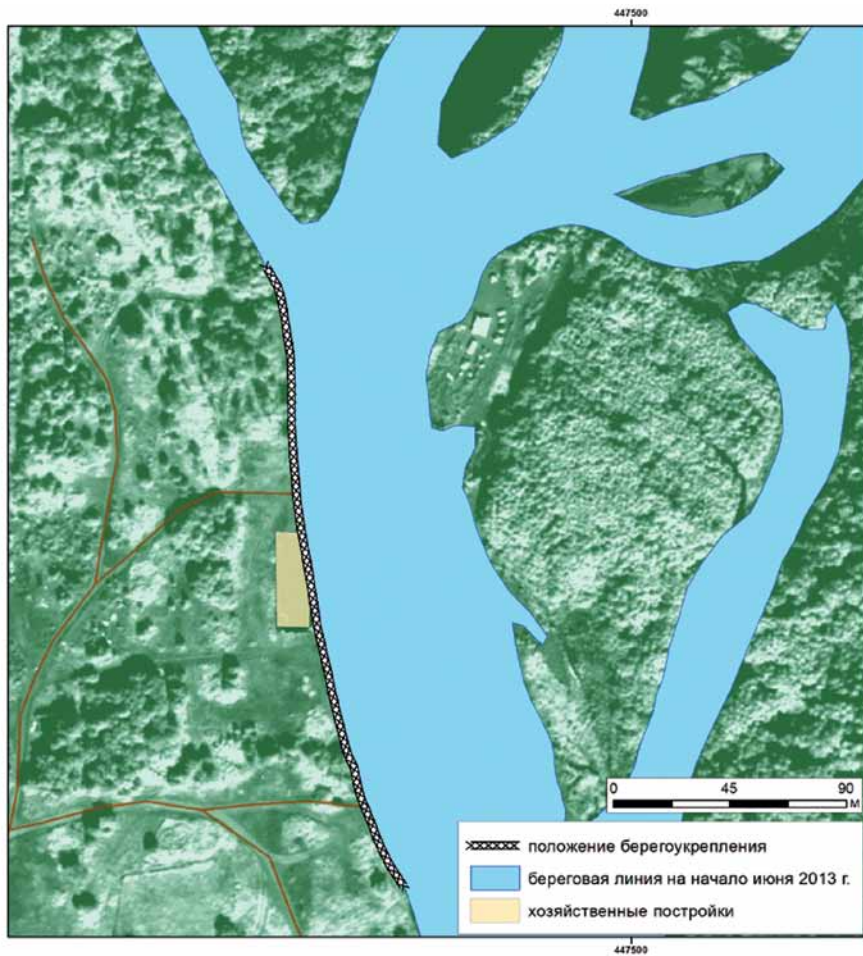 447500
0 45 90
м
положение берегоукрепления
береговая линия на начало июня 2013 г.
хозяйственные постройки
447500